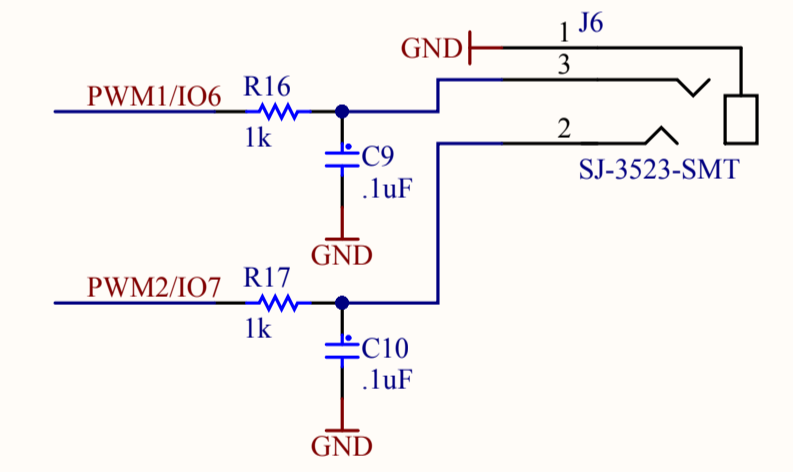 J6
GND
1
3
PWM1/IO6
R16
1k
C9
.1uF
GND
2
SJ-3523-SMT
PWM2/IO7
R17
1k
C10
.1uF
GND